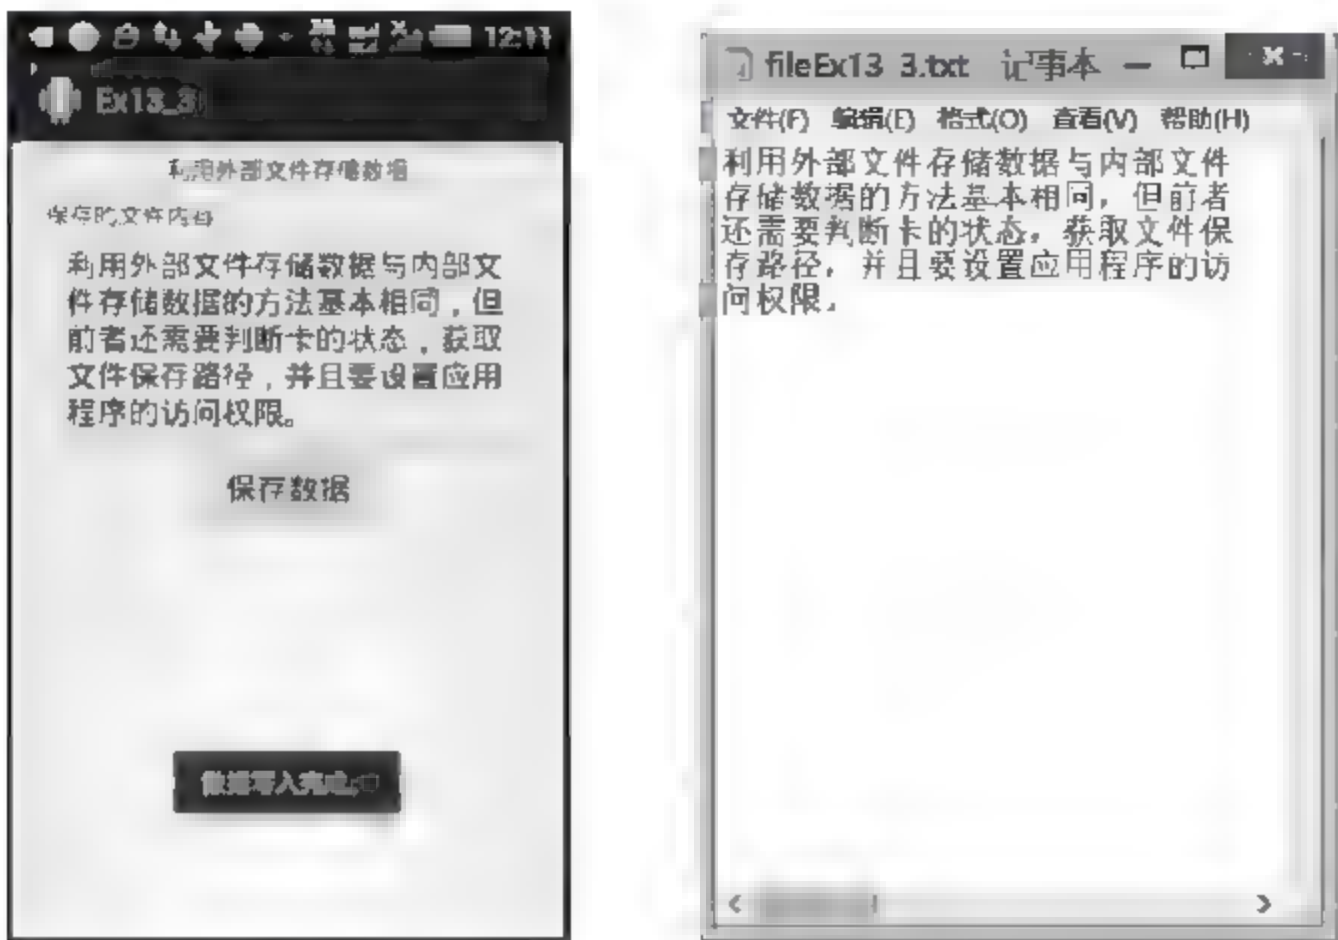 12:11
Ex13_3
利用外部文件存储数据
保存的文件内容
利用外部文件存储数据与内部文
件存储数据的方法基本相同，但
前者还需要判断卡的状态，获取
文件保存路径，并且要设置应用
程序的访问权限。
保存数据
数据写入完成
fileEx13_3.txt 记事本
文件(F) 编辑(E) 格式(O) 查看(V) 帮助(H)
利用外部文件存储数据与内部文件
存储数据的方法基本相同，但前者
还需要判断卡的状态，获取文件保
存路径，并且要设置应用程序的访
问权限。